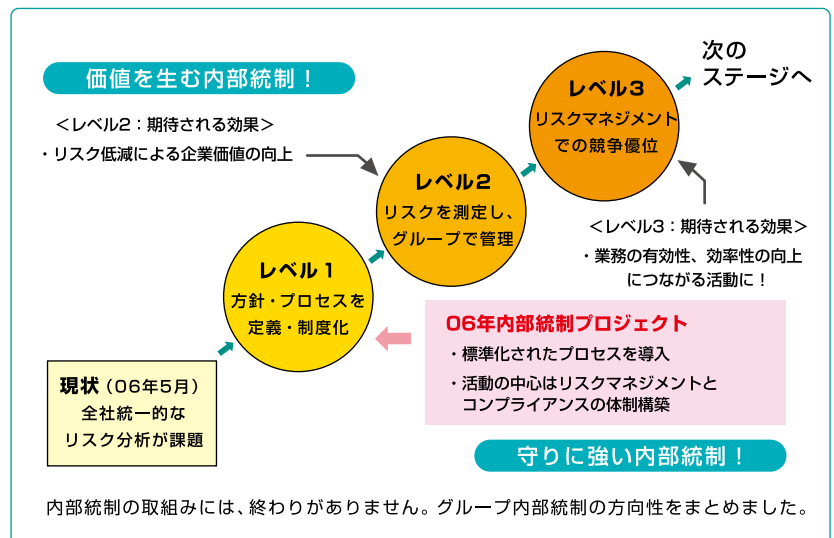 価値を生む内部統制！
＜レベル2：期待される効果＞
・リスク低減による企業価値の向上
次の
ステージへ
レベル3
リスクマネジメント
での競争優位
レベル2
リスクを測定し、
グループで管理
＜レベル3：期待される効果＞
・業務の有効性、効率性の向上
につながる活動に！
レベル1
方針・プロセスを
定義・制度化
06年内部統制プロジェクト
・標準化されたプロセスを導入
・活動の中心はリスクマネジメントと
コンプライアンスの体制構築
現状（06年5月）
全社統一的な
リスク分析が課題
守りに強い内部統制！
内部統制の取組みには、終わりがありません。グループ内部統制の方向性をまとめました。